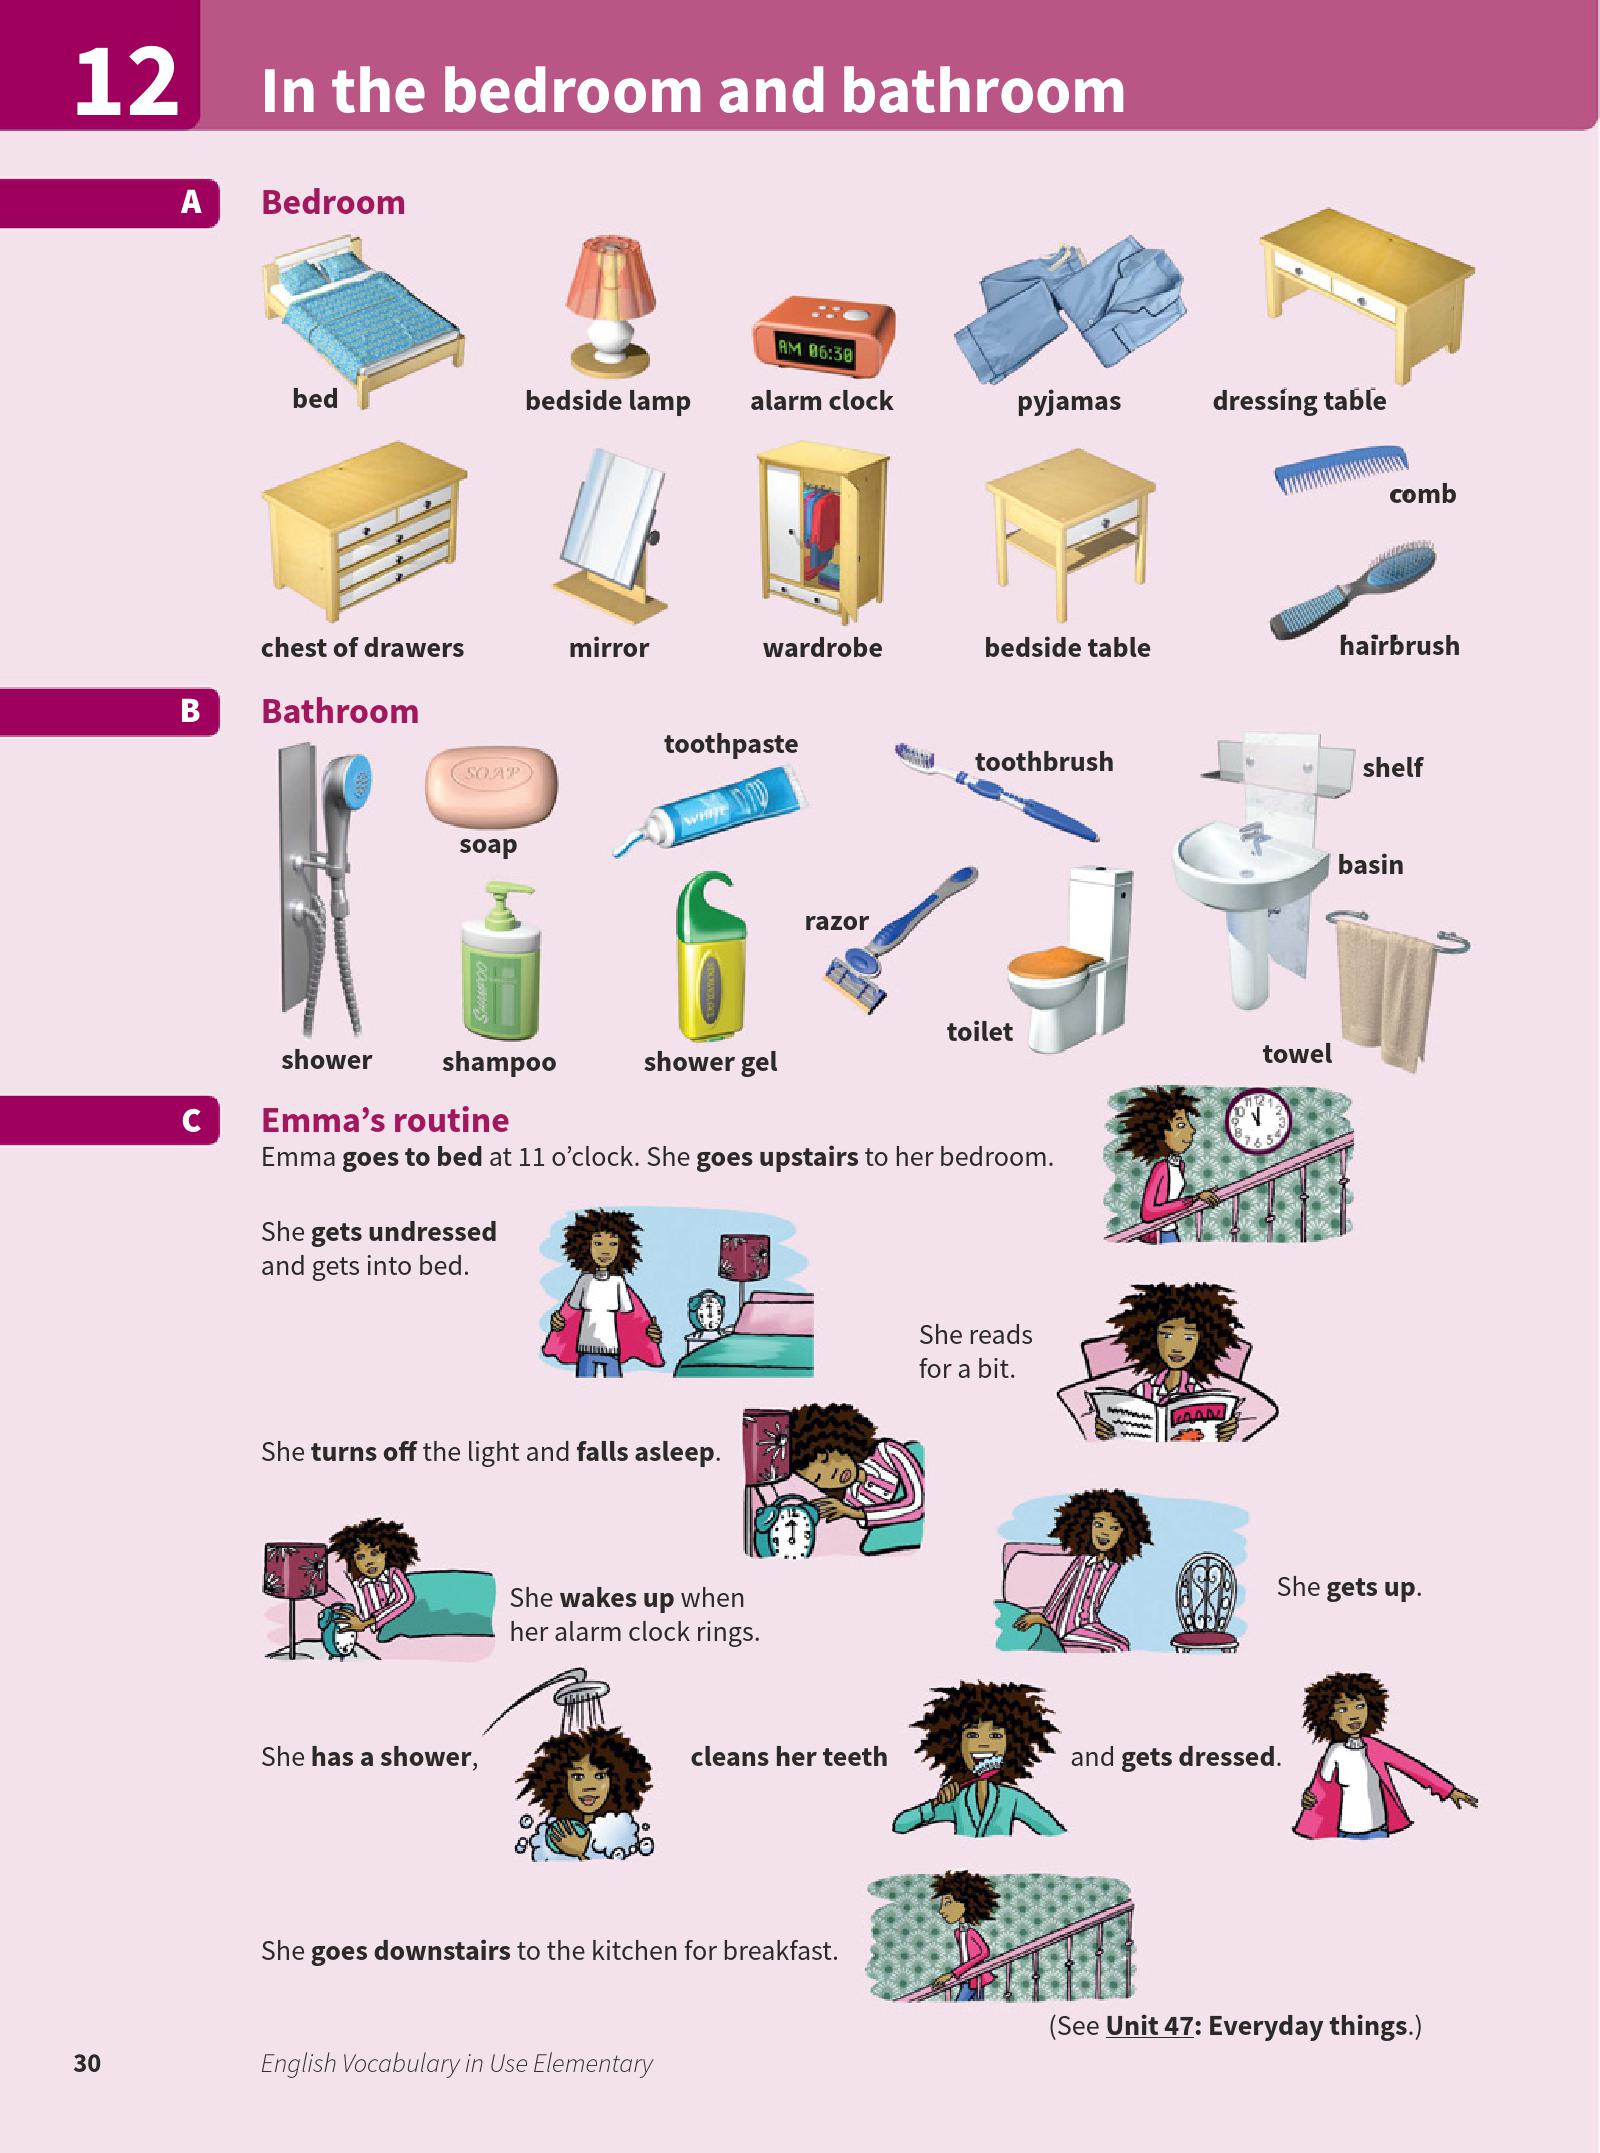 12
In the bedroom and bathroom
A
Bedroom
bed
bedside lamp
AM 06:30
alarm clock
pyjamas
dressing table
chest of drawers
mirror
wardrobe
bedside table
comb
hairbrush
B
Bathroom
shower
SOAP
soap
toothpaste
WHITE
toothbrush
shelf
basin
SHAMPOO
shampoo
shower gel
razor
toilet
towel
C
Emma's routine
Emma goes to bed at 11 o'clock. She goes upstairs to her bedroom.
She gets undressed
and gets into bed.
She reads
for a bit.
She turns off the light and falls asleep.
She wakes up when
her alarm clock rings.
She gets up.
She has a shower,
cleans her teeth
and gets dressed.
She goes downstairs to the kitchen for breakfast.
(See Unit 47: Everyday things.)
30
English Vocabulary in Use Elementary